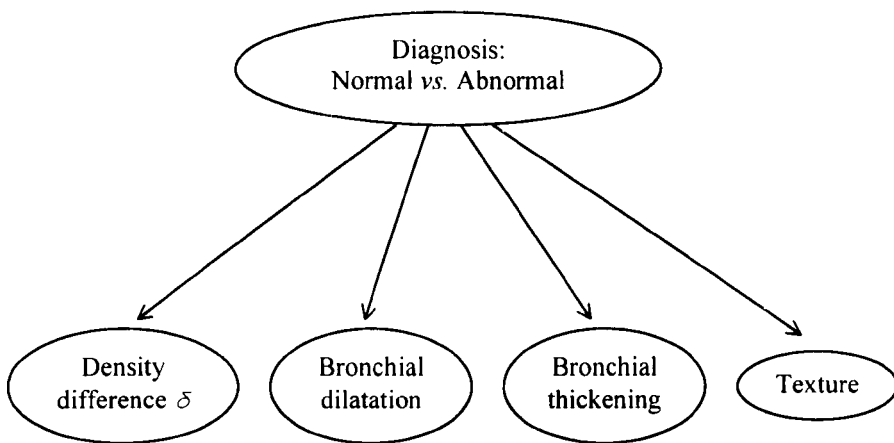 Diagnosis:
Normal vs. Abnormal
Density
difference δ
Bronchial
dilatation
Bronchial
thickening
Texture